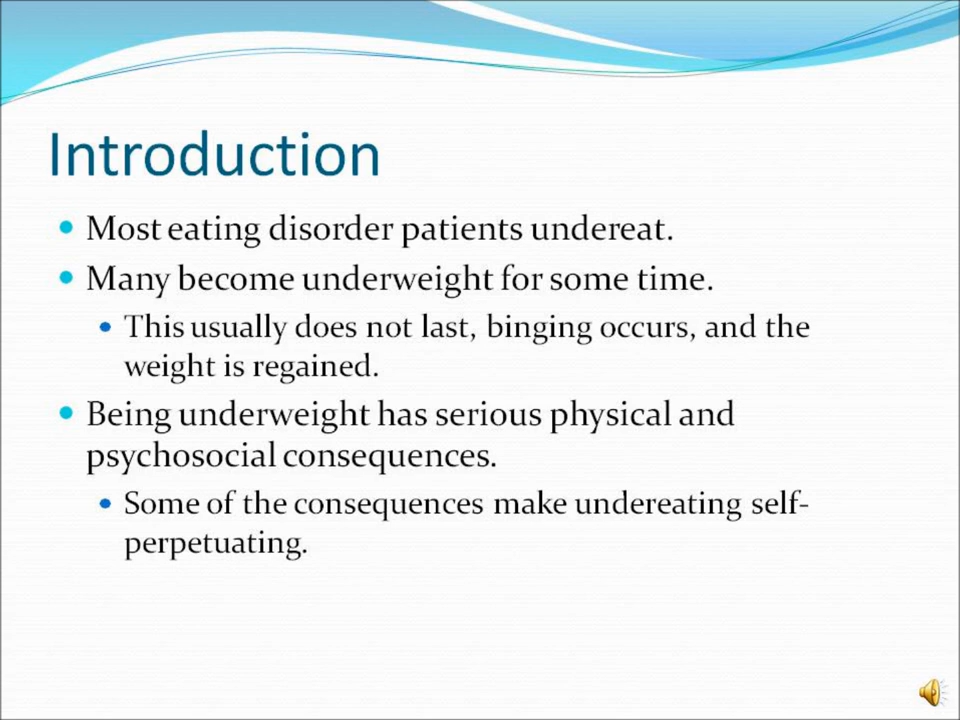 Introduction
Most eating disorder patients undereat.
Many become underweight for some time.
This usually does not last, binging occurs, and the
weight is regained.
Being underweight has serious physical and
psychosocial consequences.
Some of the consequences make undereating self-
perpetuating.